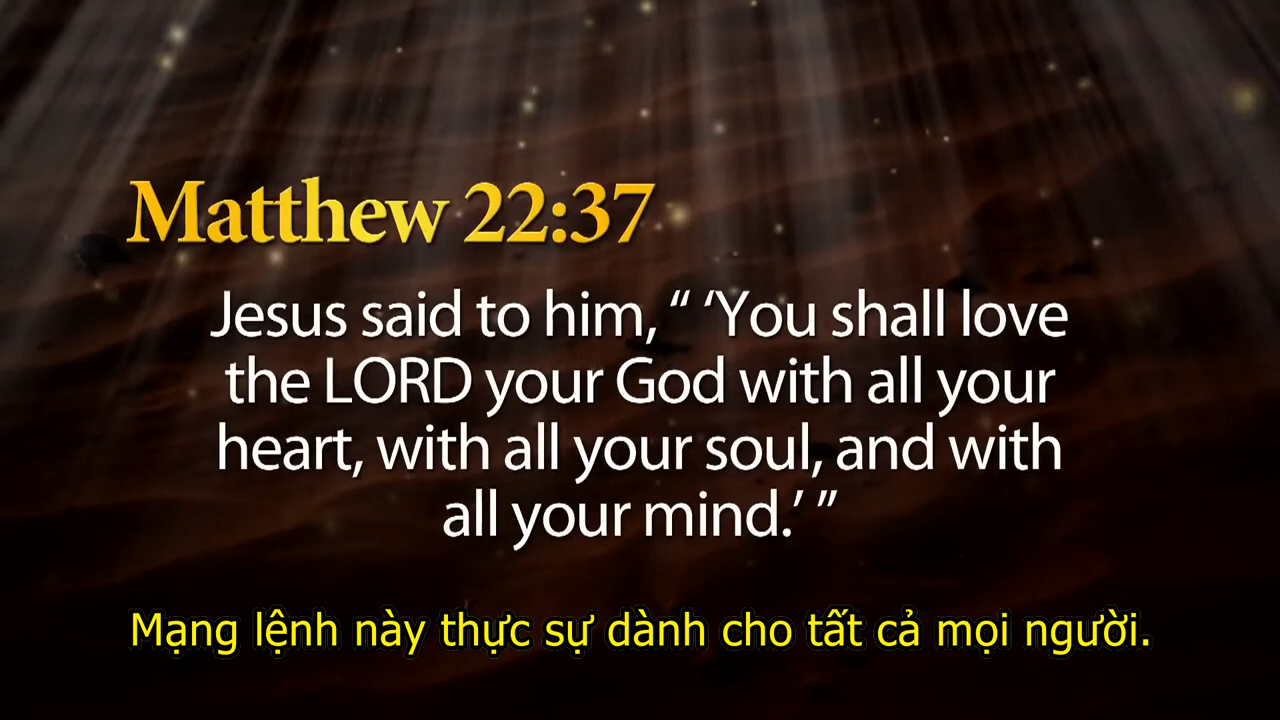 Matthew 22:37
Jesus said to him, “ ‘You shall love
the LORD your God with all your
heart, with all your soul, and with
all your mind.’ ”
Mạng lệnh này thực sự dành cho tất cả mọi người.